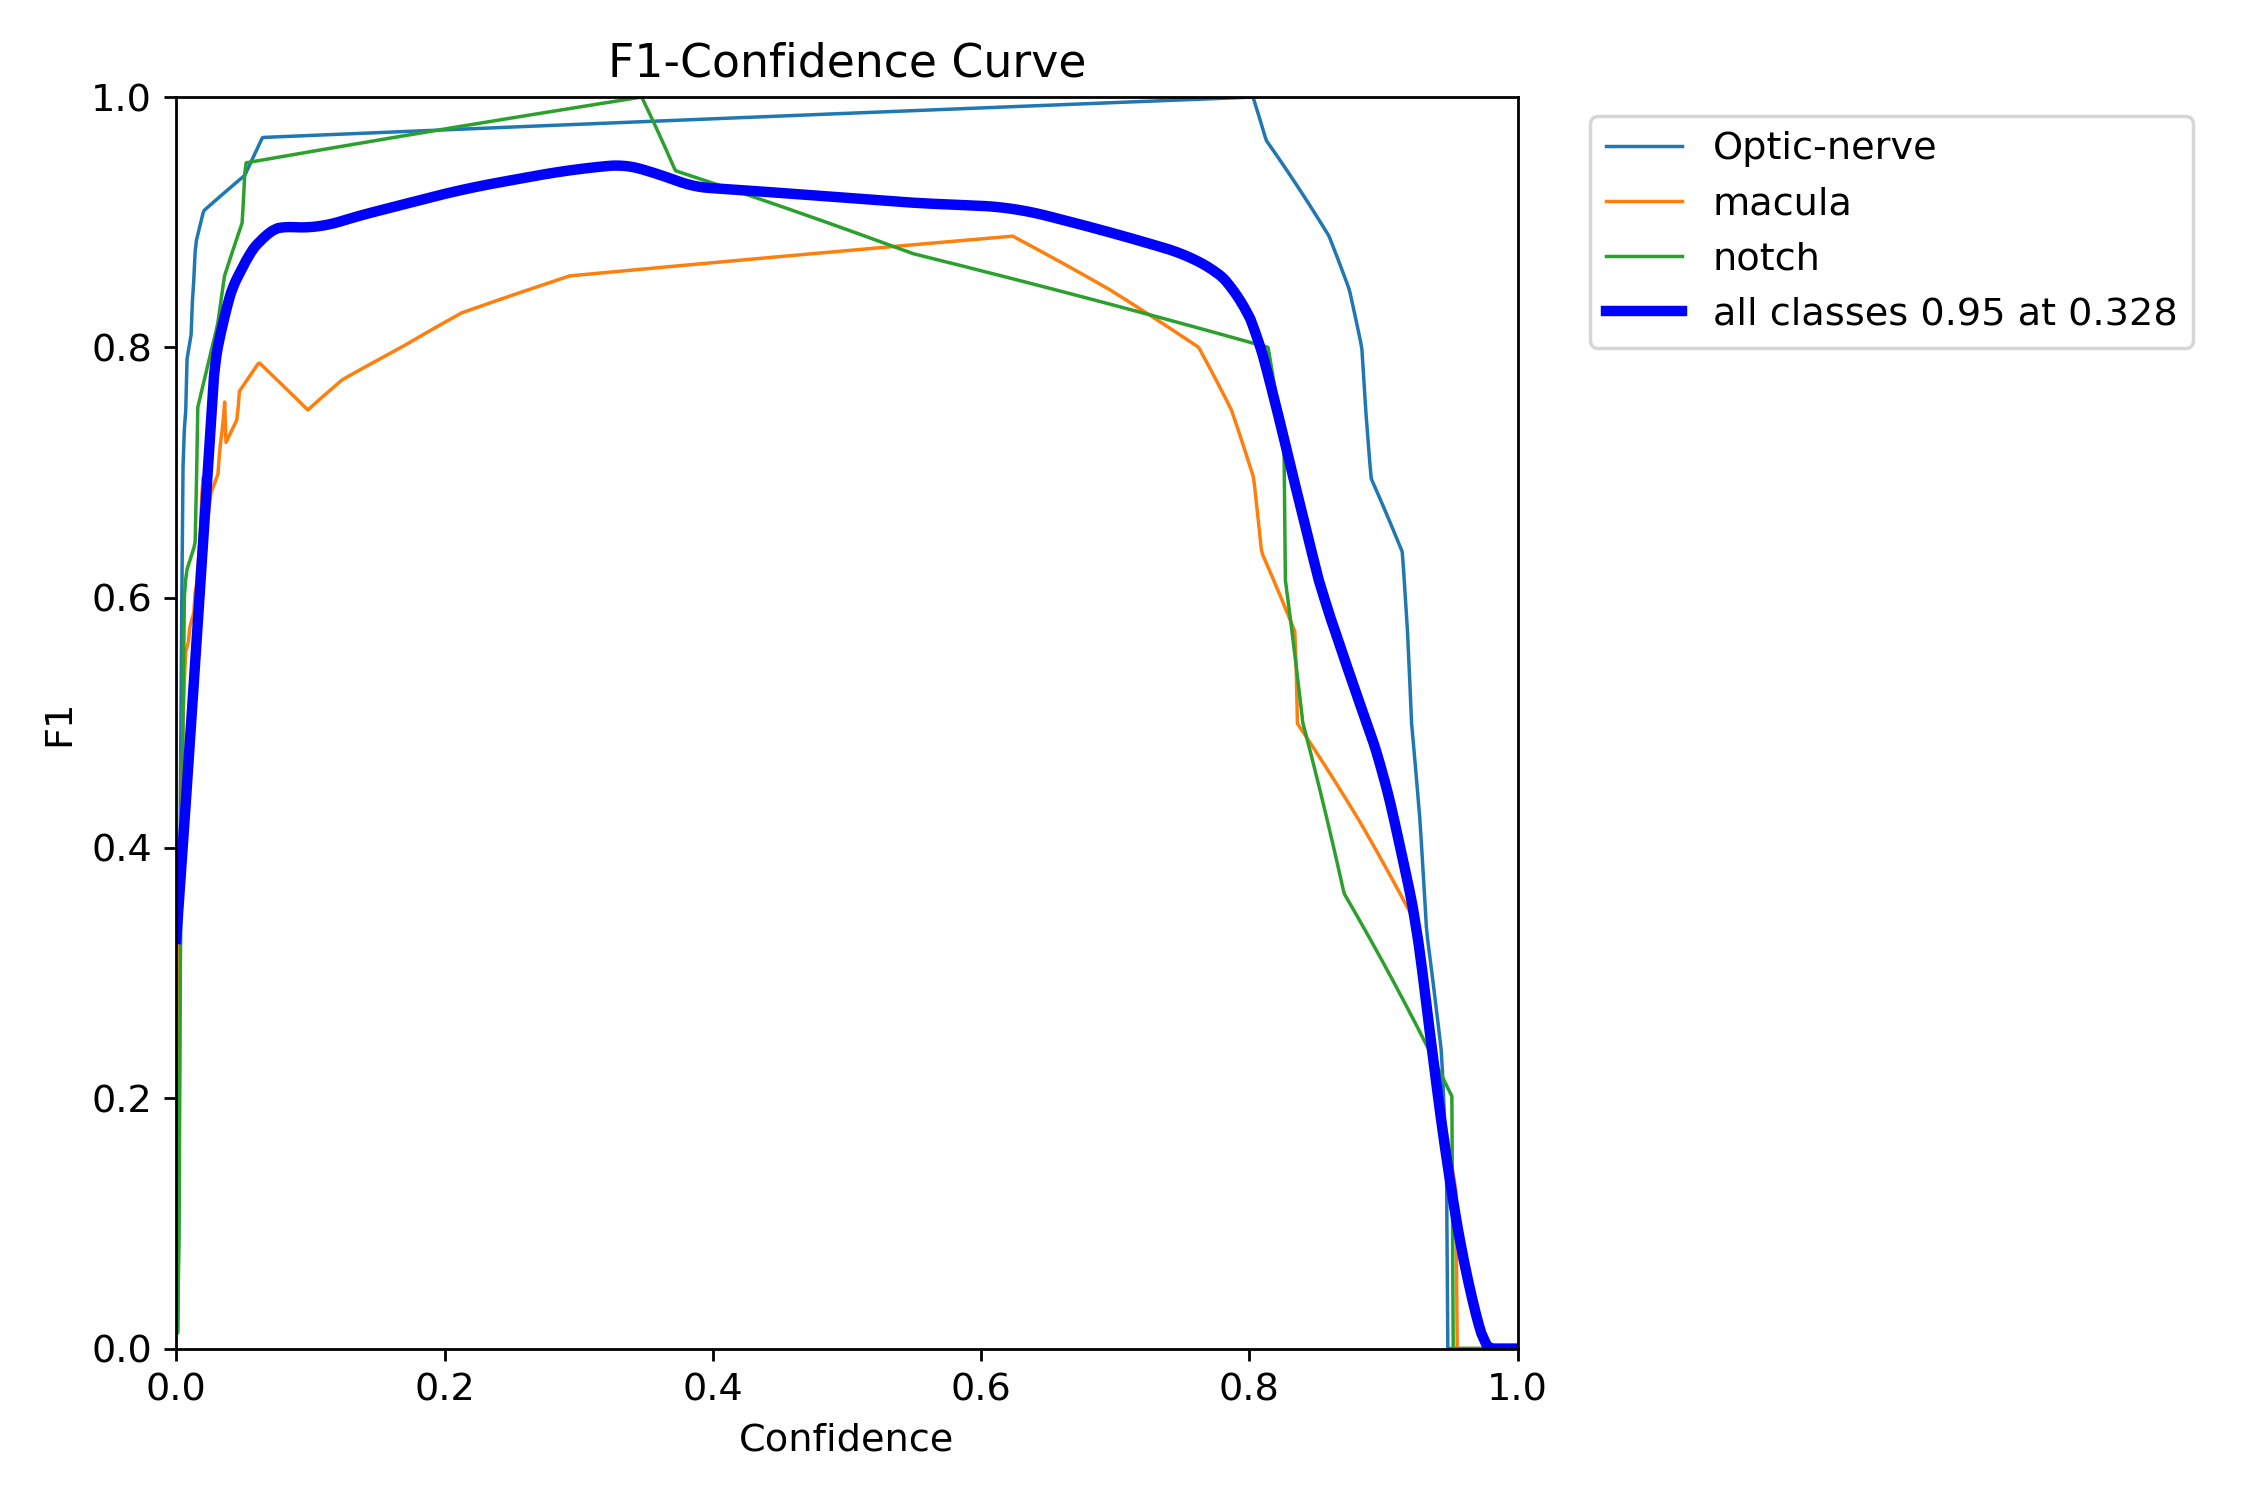 F1-Confidence Curve
1.0
0.8
0.6
0.4
0.2
0.0
F1
0.0 0.2 0.4 0.6 0.8 1.0
Confidence
Optic-nerve
macula
notch
all classes 0.95 at 0.328